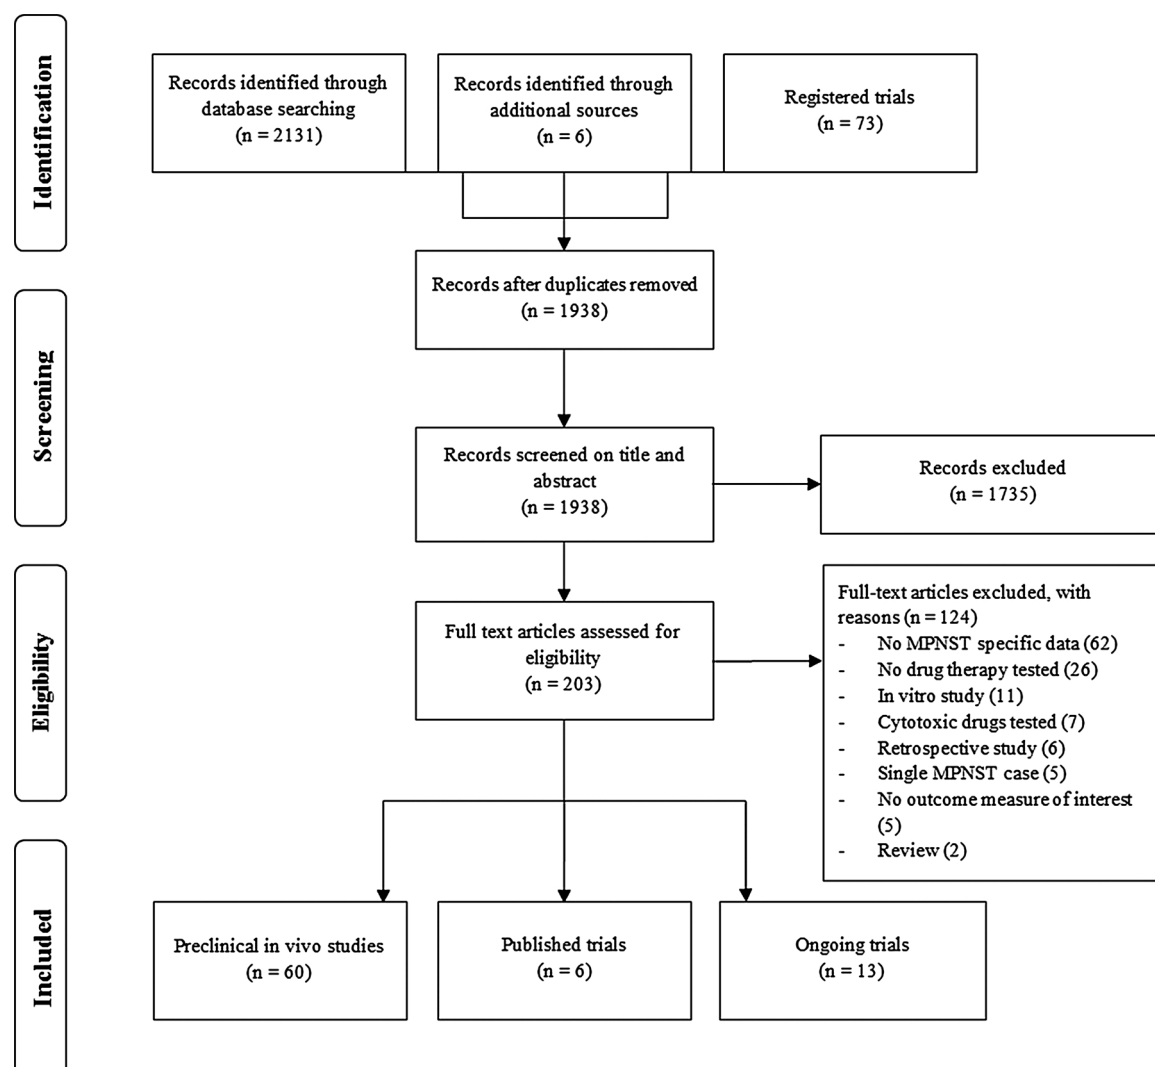 Identification
Records identified through
database searching
(n = 2131)
Records identified through
additional sources
(n = 6)
Registered trials
(n = 73)
Records after duplicates removed
(n = 1938)
Screening
Records screened on title and
abstract
(n = 1938)
Records excluded
(n = 1735)
Eligibility
Full text articles assessed for
eligibility
(n = 203)
Full-text articles excluded, with
reasons (n = 124)
- No MPNST specific data (62)
- No drug therapy tested (26)
- In vitro study (11)
- Cytotoxic drugs tested (7)
- Retrospective study (6)
- Single MPNST case (5)
- No outcome measure of interest
(5)
- Review (2)
Included
Preclinical in vivo studies
(n = 60)
Published trials
(n = 6)
Ongoing trials
(n = 13)